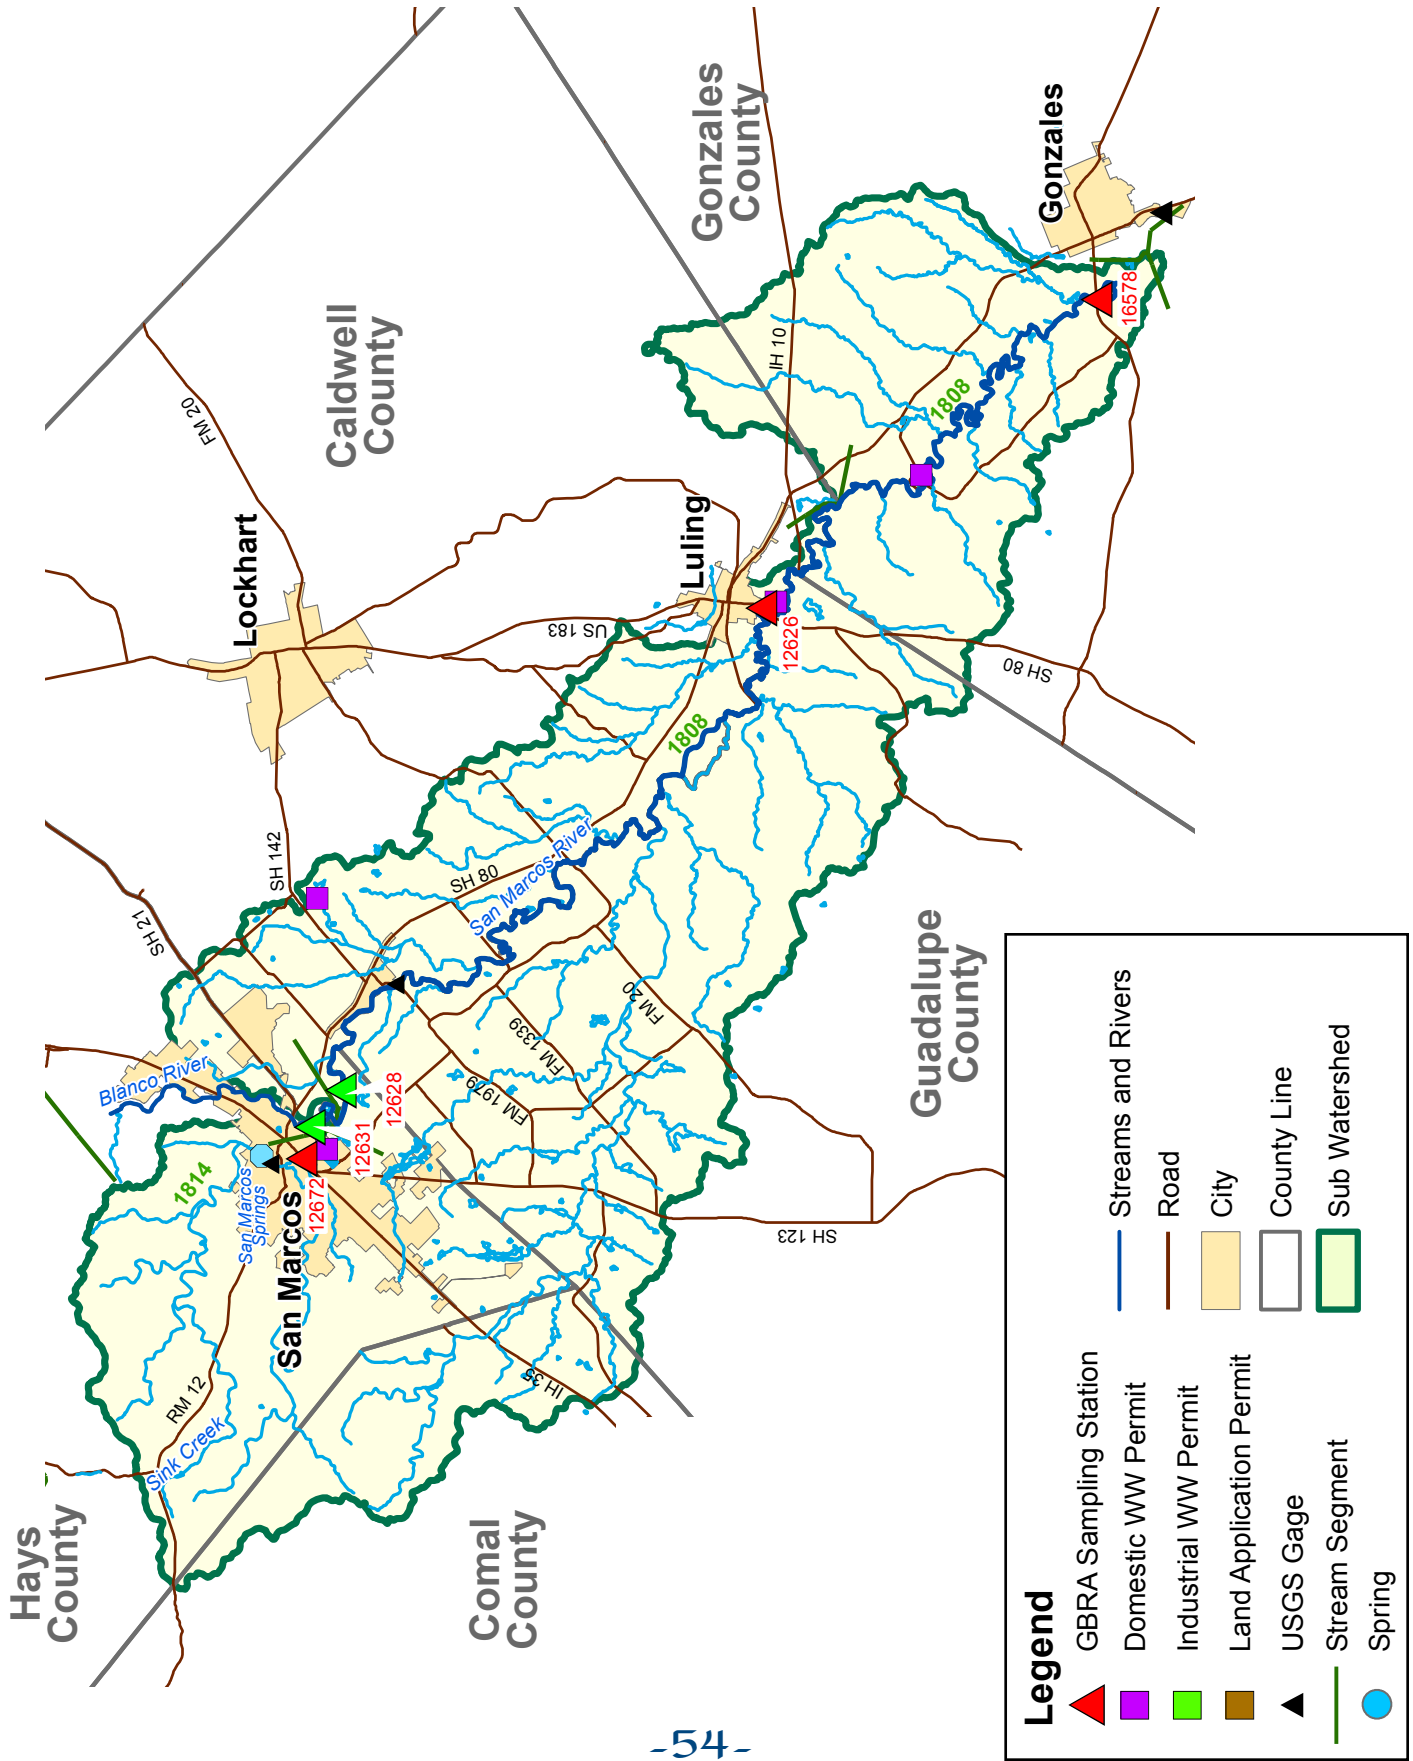 Hays
County
Comal
County
Guadalupe
County
Caldwell
County
Gonzales
County
San Marcos
Lockhart
Luling
Gonzales
Sink Creek
RM 12
San Marcos
Springs
Blanco River
San Marcos River
1814
1808
1808
12672
12631
12628
12626
16578
IH 35
SH 123
SH 21
SH 142
SH 80
FM 1979
FM 1339
FM 20
US 183
FM 20
SH 80
IH 10
Legend
GBRA Sampling Station
Domestic WW Permit
Industrial WW Permit
Land Application Permit
USGS Gage
Stream Segment
Spring
Streams and Rivers
Road
City
County Line
Sub Watershed
-54-